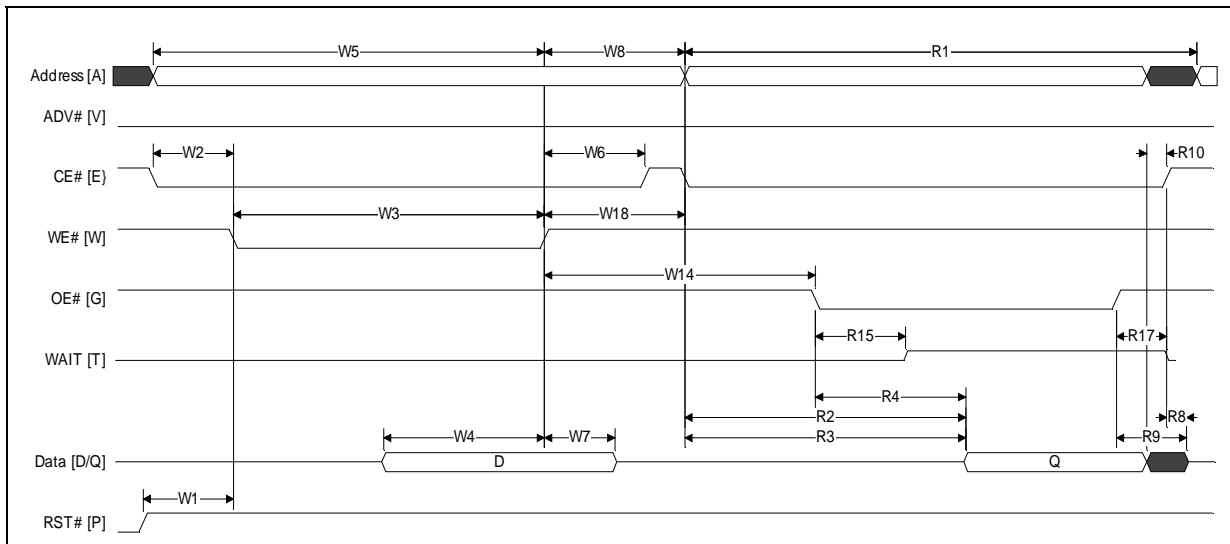 W5 W8 R1
Address [A]
ADV# [V]
W2 W6 R10
CE# [E}
W3 W18
WE# [W]
W14
OE# [G]
R15 R17
WAIT [T]
R4
R2 R8
W4 W7 R3 R9
Data [D/Q] D Q
W1
RST# [P]